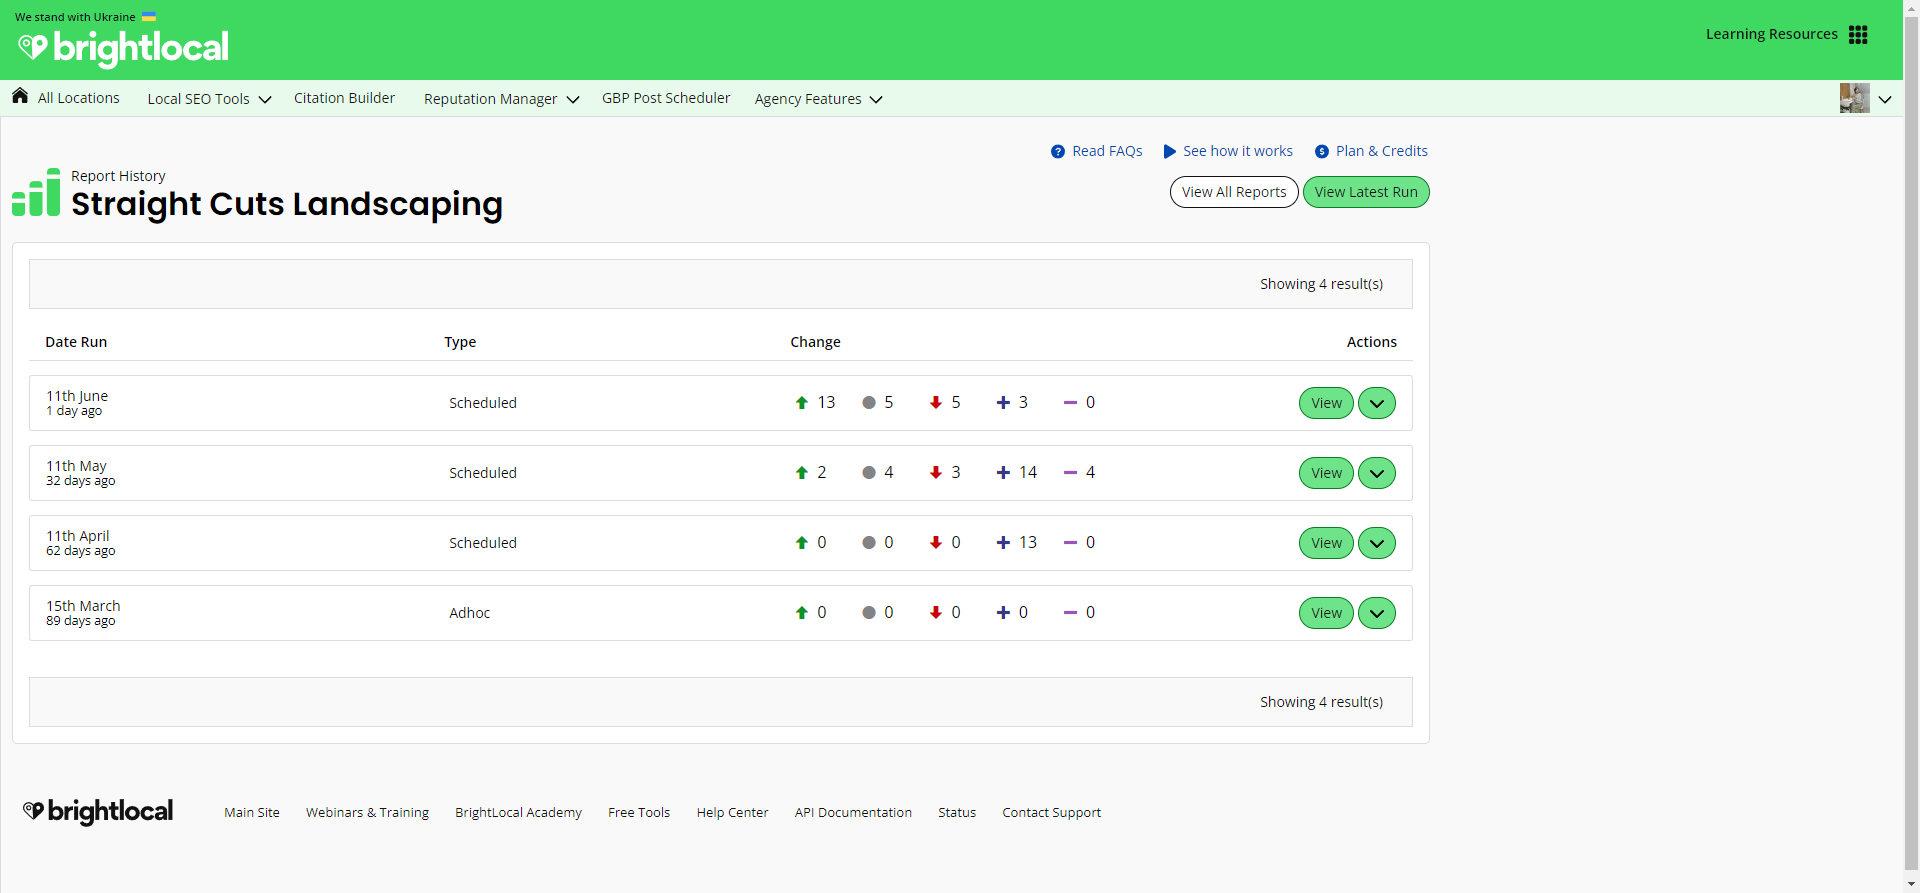 We stand with Ukraine
brightlocal
Learning Resources
All Locations Local SEO Tools Citation Builder Reputation Manager GBP Post Scheduler Agency Features
Read FAQs See how it works Plan & Credits
Report History
Straight Cuts Landscaping
View All Reports View Latest Run
Showing 4 result(s)
Date Run Type Change Actions
11th June
1 day ago
Scheduled 13 5 5 3 0 View
11th May
32 days ago
Scheduled 2 4 3 14 4 View
11th April
62 days ago
Scheduled 0 0 0 13 0 View
15th March
89 days ago
Adhoc 0 0 0 0 0 View
Showing 4 result(s)
brightlocal Main Site Webinars & Training BrightLocal Academy Free Tools Help Center API Documentation Status Contact Support